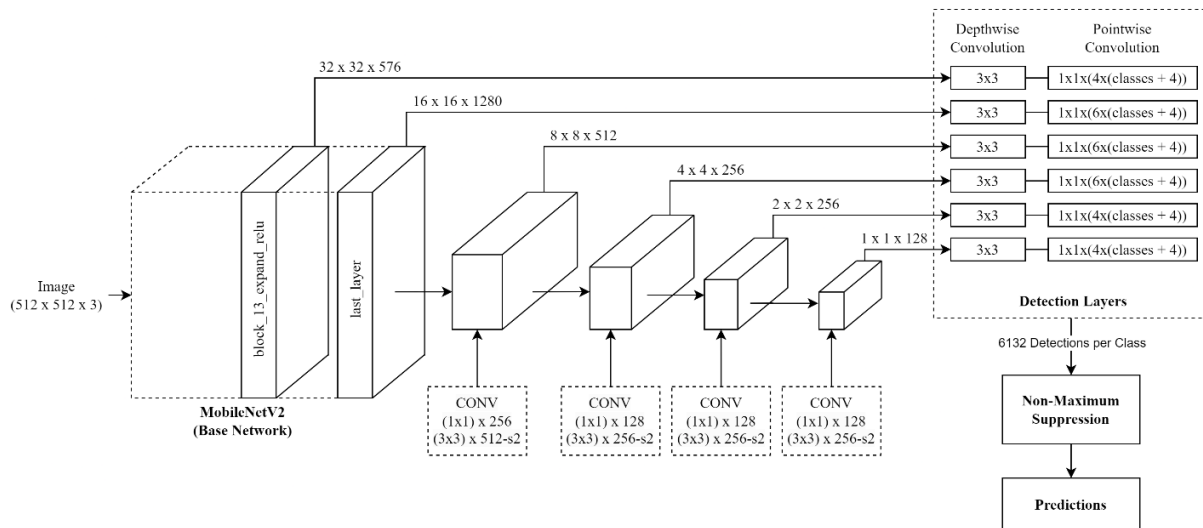 Depthwise
Convolution
Pointwise
Convolution
32 x 32 x 576
3x3
1x1x(4x(classes + 4))
16 x 16 x 1280
3x3
1x1x(6x(classes + 4))
8 x 8 x 512
3x3
1x1x(6x(classes + 4))
4 x 4 x 256
3x3
1x1x(6x(classes + 4))
2 x 2 x 256
3x3
1x1x(4x(classes + 4))
1 x 1 x 128
3x3
1x1x(4x(classes + 4))
Detection Layers
Image
(512 x 512 x 3)
block_13_expand_relu
last_layer
MobileNetV2
(Base Network)
CONV
(1x1) x 256
(3x3) x 512-s2
CONV
(1x1) x 128
(3x3) x 256-s2
CONV
(1x1) x 128
(3x3) x 256-s2
CONV
(1x1) x 128
(3x3) x 256-s2
6132 Detections per Class
Non-Maximum
Suppression
Predictions